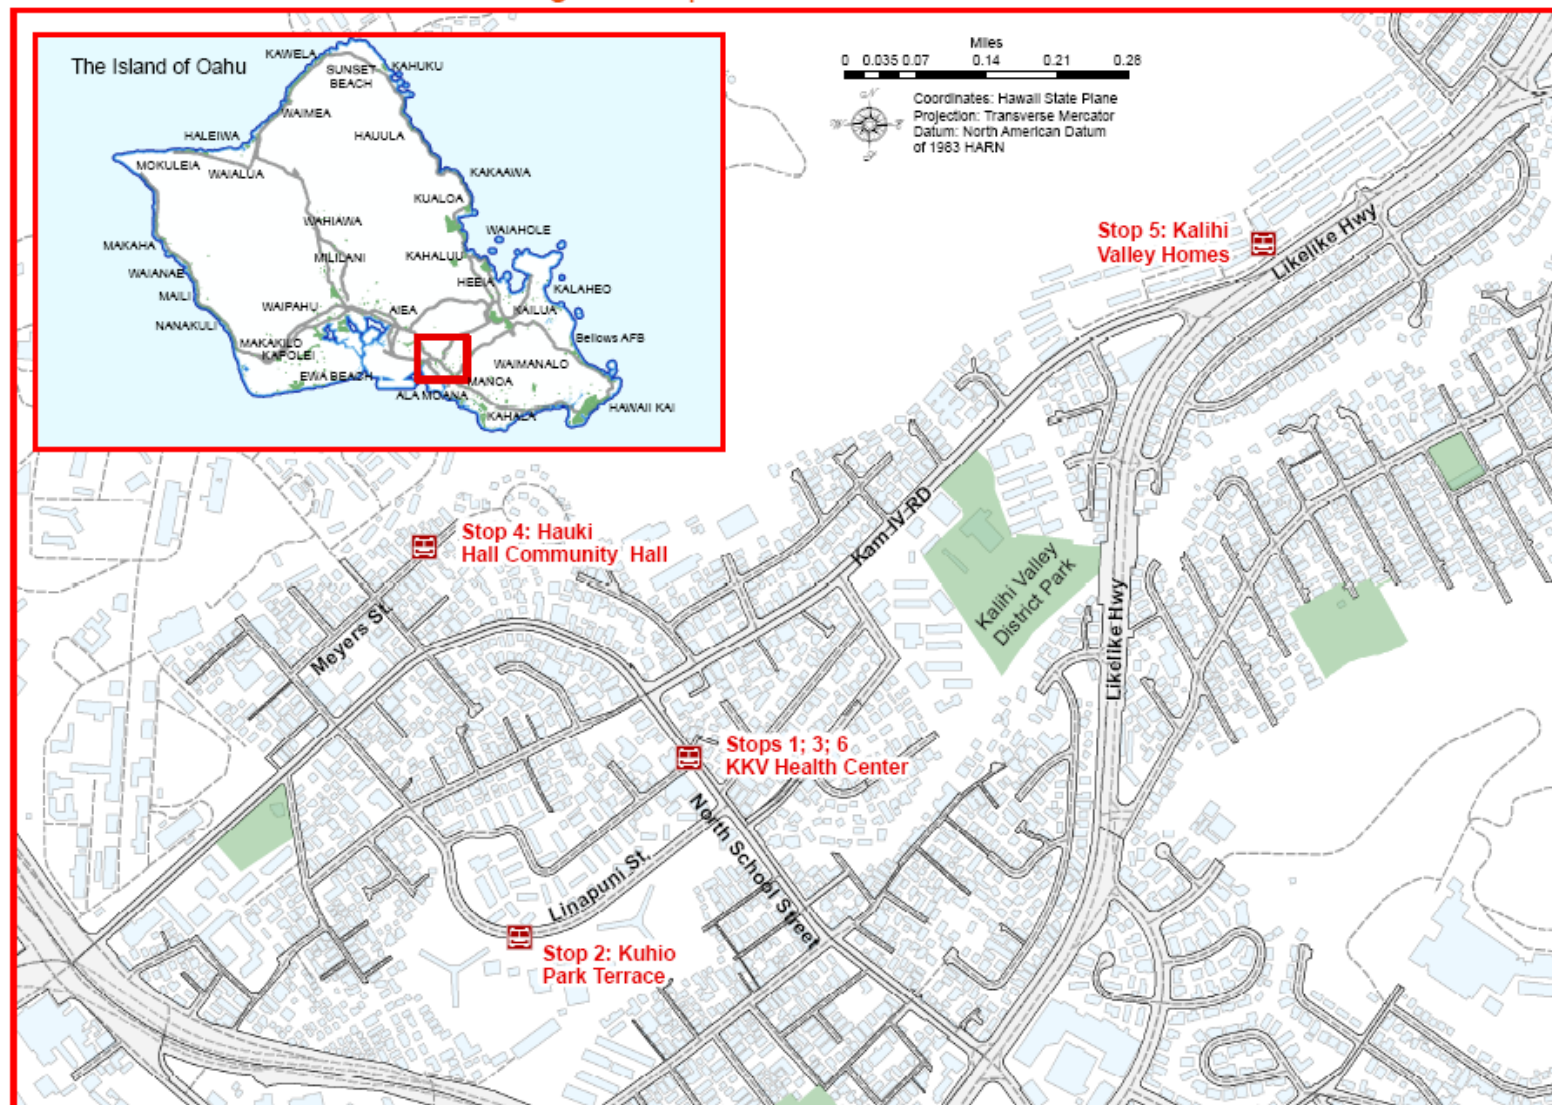 The Island of Oahu
KAWELA
SUNSET
BEACH
KAHUKU
WAIMEA
HALEIWA
HAUULA
MOKULEIA
WAIALUA
KAKAAWA
KUALOA
WAHIAWA
WAIAHOLE
MAKAHA
MILILANI
KAHALUU
WAIANAE
HEEIA
KALAHEO
MAILI
WAIPAHU
AIEA
KAILUA
NANAKULI
MAKAKILO
KAPOLEI
Bellows AFB
WAIMANALO
EWA BEACH
MANOA
ALA MOANA
KAHALA
HAWAII KAI
Miles
0 0.035 0.07 0.14 0.21 0.28
N
Coordinates: Hawaii State Plane
Projection: Transverse Mercator
Datum: North American Datum
of 1983 HARN
Stop 5: Kalihi
Valley Homes
Likelike Hwy
Stop 4: Hauki
Hall Community Hall
Kam IV RD
Kalihi Valley
District Park
Meyers St.
Likelike Hwy
Stops 1; 3; 6
KKV Health Center
North School Street
Linapuni St.
Stop 2: Kuhio
Park Terrace